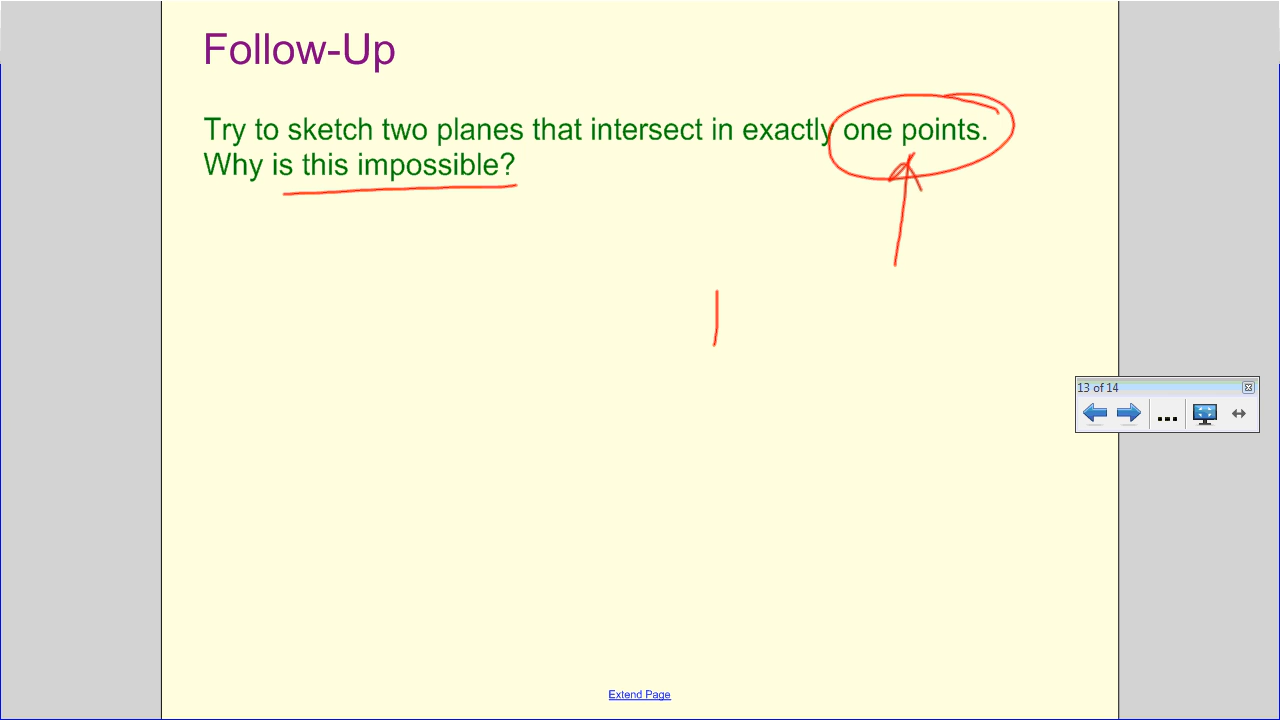 Follow-Up
Try to sketch two planes that intersect in exactly one points.
Why is this impossible?
13 of 14
...
Extend Page